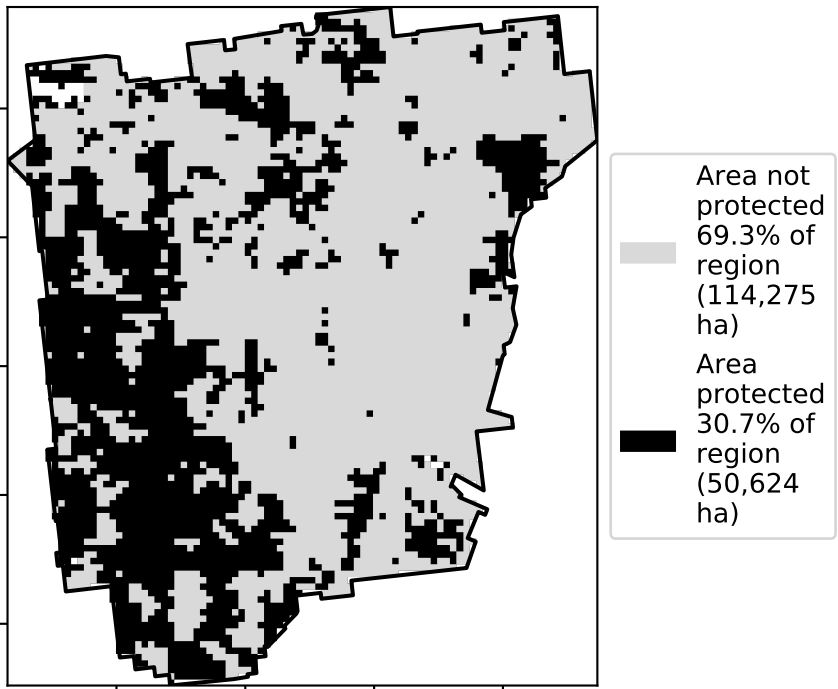 Area not
protected
69.3% of
region
(114,275
ha)
Area
protected
30.7% of
region
(50,624
ha)